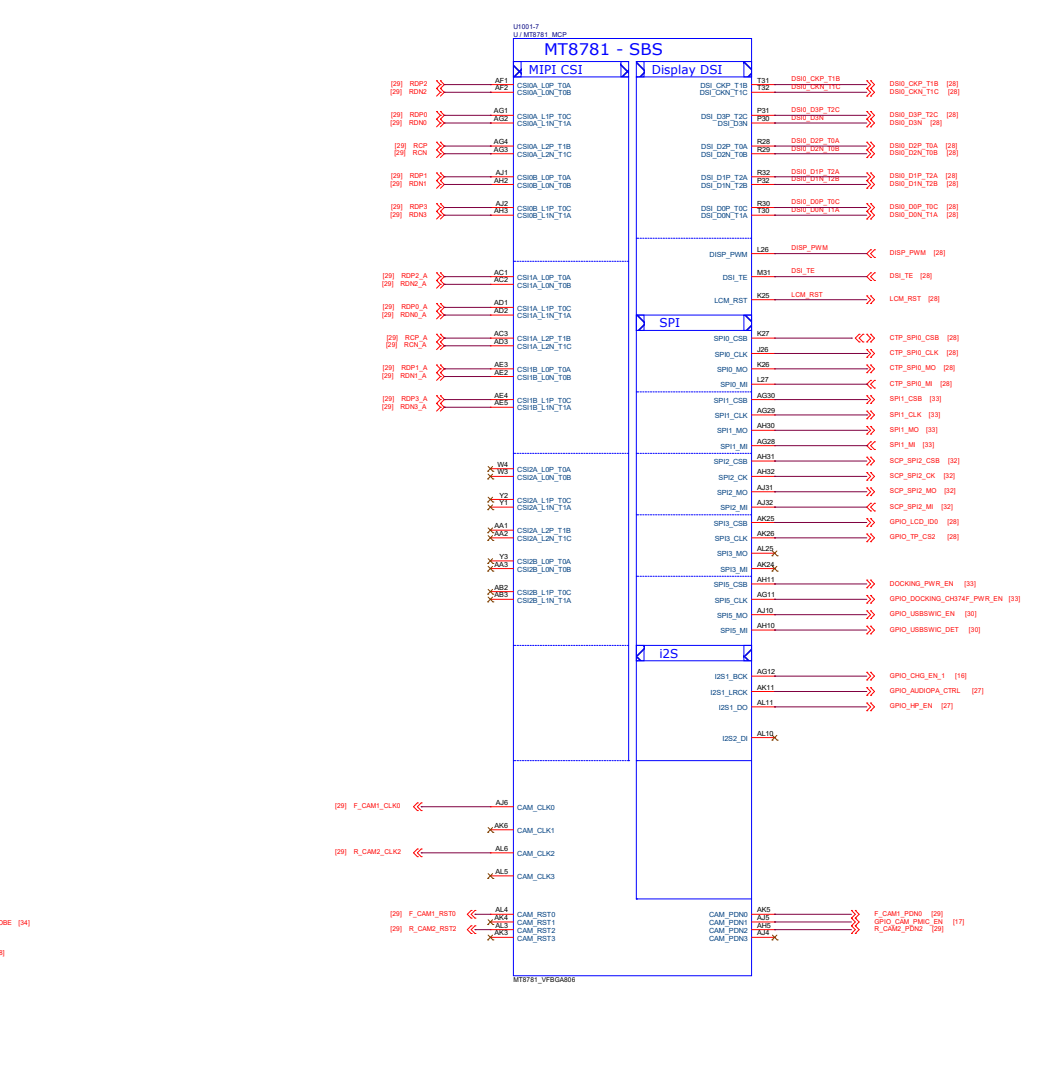 U1001-7
U / MT8781_MCP
MT8781 - SBS
MIPI CSI
Display DSI
[29] RDP2 AF1 CSI0A_L0P_T0A
[29] RDN2 AF2 CSI0A_L0N_T0B
[29] RDP0 AG1 CSI0A_L1P_T0C
[29] RDN0 AG2 CSI0A_L1N_T1A
[29] RCP AG4 CSI0A_L2P_T1B
[29] RCN AG3 CSI0A_L2N_T1C
[29] RDP1 AJ1 CSI0B_L0P_T0A
[29] RDN1 AH2 CSI0B_L0N_T0B
[29] RDP3 AJ2 CSI0B_L1P_T0C
[29] RDN3 AH3 CSI0B_L1N_T1A
[29] RDP2_A AC1 CSI1A_L0P_T0A
[29] RDN2_A AC2 CSI1A_L0N_T0B
[29] RDP0_A AD1 CSI1A_L1P_T0C
[29] RDN0_A AD2 CSI1A_L1N_T1A
[29] RCP_A AC3 CSI1A_L2P_T1B
[29] RCN_A AD3 CSI1A_L2N_T1C
[29] RDP1_A AE3 CSI1B_L0P_T0A
[29] RDN1_A AE2 CSI1B_L0N_T0B
[29] RDP3_A AE4 CSI1B_L1P_T0C
[29] RDN3_A AE5 CSI1B_L1N_T1A
W4 CSI2A_L0P_T0A
W3 CSI2A_L0N_T0B
Y2 CSI2A_L1P_T0C
Y1 CSI2A_L1N_T1A
AA1 CSI2A_L2P_T1B
AA2 CSI2A_L2N_T1C
Y3 CSI2B_L0P_T0A
AA3 CSI2B_L0N_T0B
AB2 CSI2B_L1P_T0C
AB3 CSI2B_L1N_T1A
[29] F_CAM1_CLK0 AJ6 CAM_CLK0
AK6 CAM_CLK1
[29] R_CAM2_CLK2 AL6 CAM_CLK2
AL5 CAM_CLK3
[29] F_CAM1_RST0 AL4 CAM_RST0
AK4 CAM_RST1
[29] R_CAM2_RST2 AL3 CAM_RST2
AK3 CAM_RST3
DSI_CKP_T1B T31 DSI0_CKP_T1B DSI0_CKP_T1B [28]
DSI_CKN_T1C T32 DSI0_CKN_T1C DSI0_CKN_T1C [28]
DSI_D3P_T2C P31 DSI0_D3P_T2C DSI0_D3P_T2C [28]
DSI_D3N P30 DSI0_D3N DSI0_D3N [28]
DSI_D2P_T0A R28 DSI0_D2P_T0A DSI0_D2P_T0A [28]
DSI_D2N_T0B R29 DSI0_D2N_T0B DSI0_D2N_T0B [28]
DSI_D1P_T2A R32 DSI0_D1P_T2A DSI0_D1P_T2A [28]
DSI_D1N_T2B P32 DSI0_D1N_T2B DSI0_D1N_T2B [28]
DSI_D0P_T0C R30 DSI0_D0P_T0C DSI0_D0P_T0C [28]
DSI_D0N_T1A T30 DSI0_D0N_T1A DSI0_D0N_T1A [28]
DISP_PWM L26 DISP_PWM DISP_PWM [28]
DSI_TE M31 DSI_TE DSI_TE [28]
LCM_RST K25 LCM_RST LCM_RST [28]
SPI
SPI0_CSB K27 CTP_SPI0_CSB [28]
SPI0_CLK J26 CTP_SPI0_CLK [28]
SPI0_MO K26 CTP_SPI0_MO [28]
SPI0_MI L27 CTP_SPI0_MI [28]
SPI1_CSB AG30 SPI1_CSB [33]
SPI1_CLK AG29 SPI1_CLK [33]
SPI1_MO AH30 SPI1_MO [33]
SPI1_MI AG28 SPI1_MI [33]
SPI2_CSB AH31 SCP_SPI2_CSB [32]
SPI2_CK AH32 SCP_SPI2_CK [32]
SPI2_MO AJ31 SCP_SPI2_MO [32]
SPI2_MI AJ32 SCP_SPI2_MI [32]
SPI3_CSB AK25 GPIO_LCD_ID0 [28]
SPI3_CLK AK26 GPIO_TP_CS2 [28]
SPI3_MO AL25
SPI3_MI AK24
SPI5_CSB AH11 DOCKING_PWR_EN [33]
SPI5_CLK AG11 GPIO_DOCKING_CH374F_PWR_EN [33]
SPI5_MO AJ10 GPIO_USBSWIC_EN [30]
SPI5_MI AH10 GPIO_USBSWIC_DET [30]
i2S
I2S1_BCK AG12 GPIO_CHG_EN_1 [16]
I2S1_LRCK AK11 GPIO_AUDIOPA_CTRL [27]
I2S1_DO AL11 GPIO_HP_EN [27]
I2S2_DI AL10
CAM_PDN0 AK5 F_CAM1_PDN0 [29]
CAM_PDN1 AJ5 GPIO_CAM_PMIC_EN [17]
CAM_PDN2 AH5 R_CAM2_PDN2 [29]
CAM_PDN3 AJ4
OBE [34]
MT8781_VFBGA806